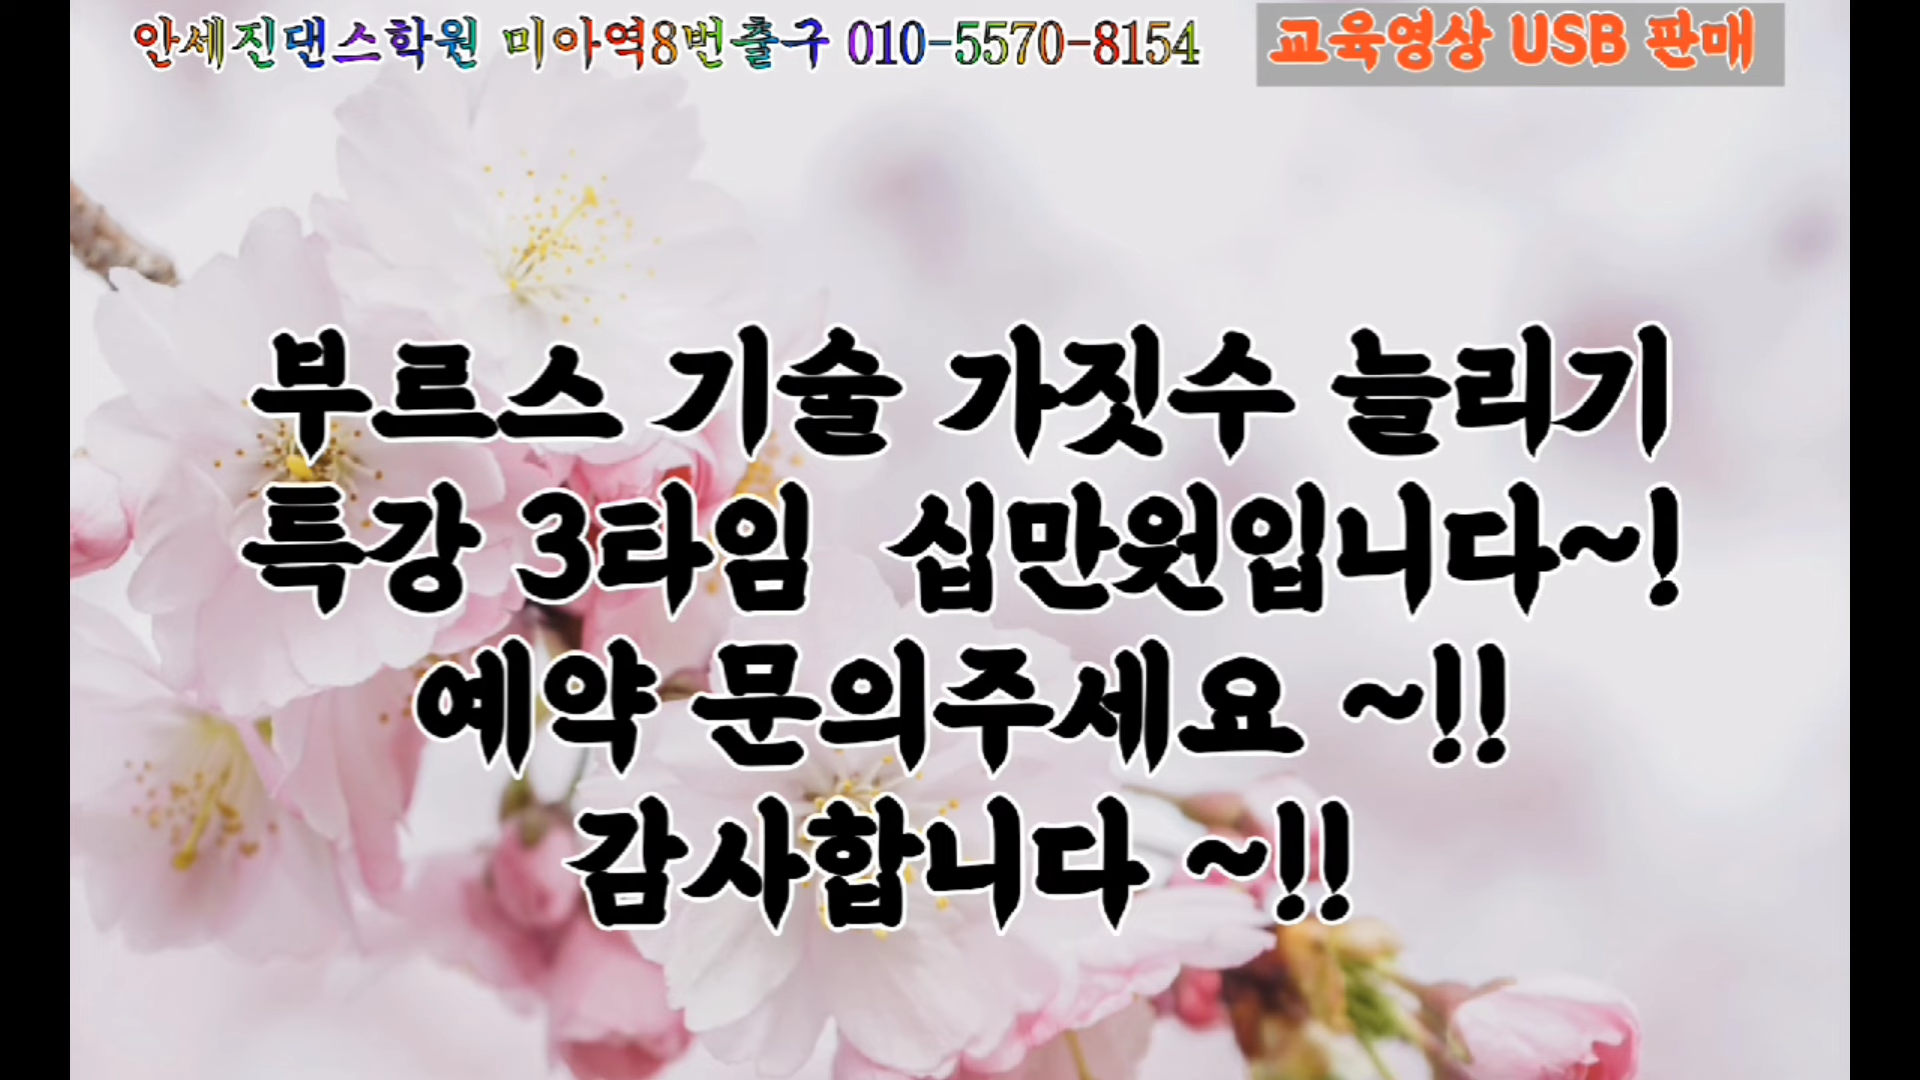 안세진댄스학원 미아역8번출구 010-5570-8154
교육영상 USB 판매
부르스 기술 가짓수 늘리기
특강 3타임 십만원입니다~!
예약 문의주세요 ~!!
감사합니다 ~!!